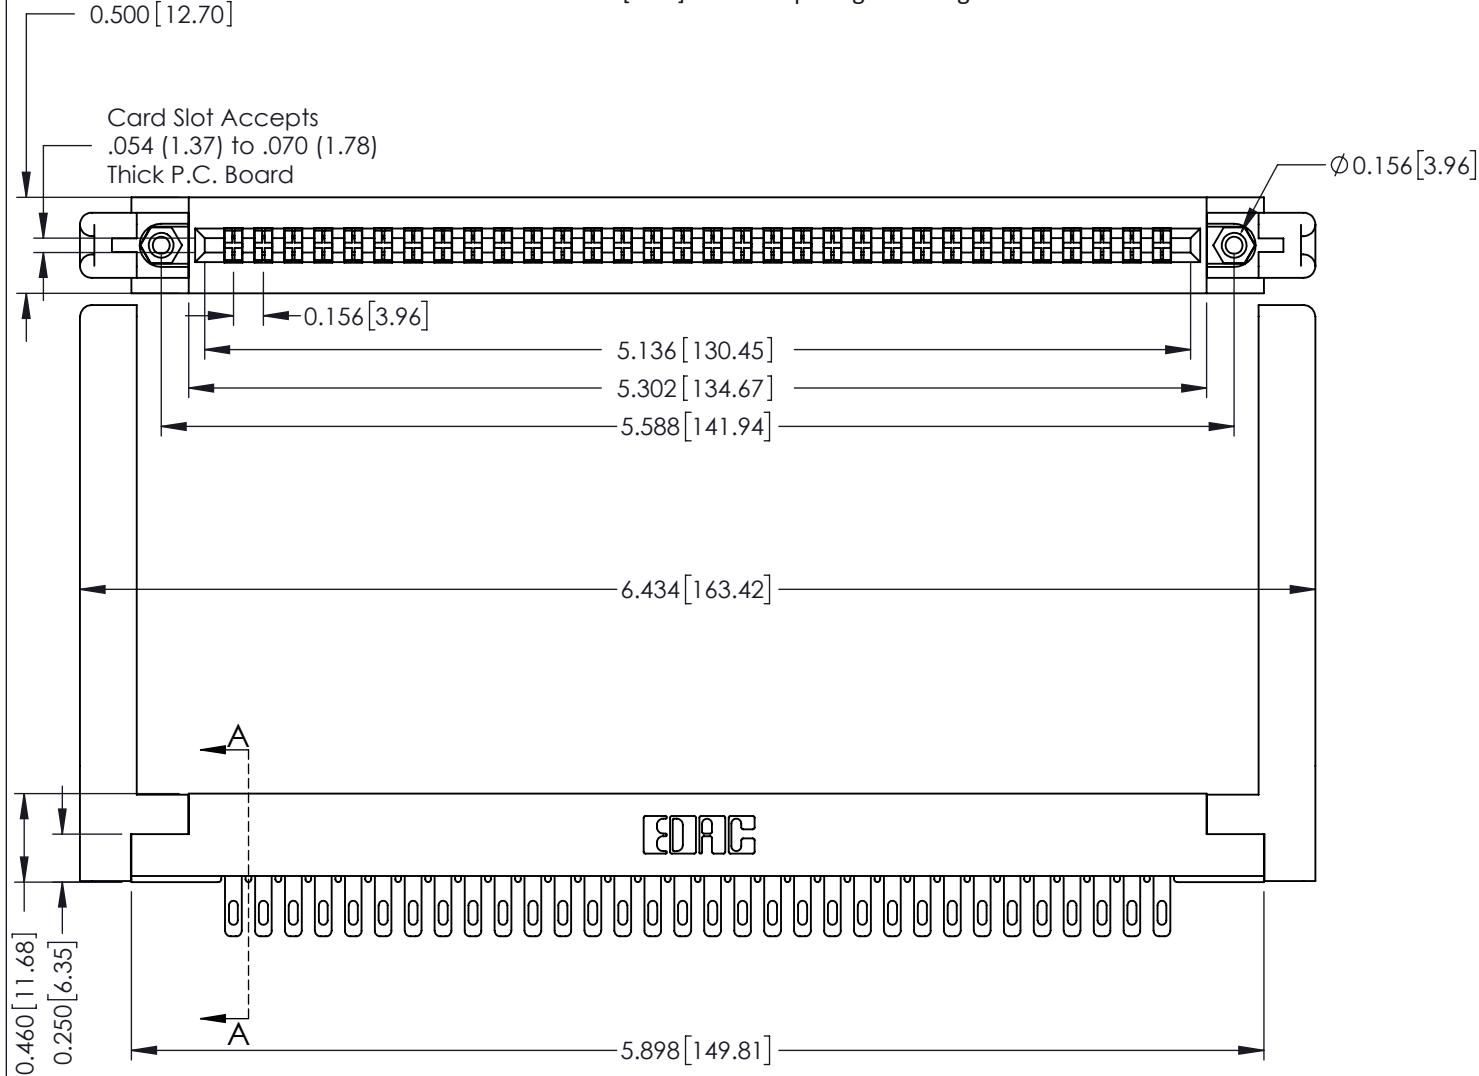 0.500 [12.70]
Card Slot Accepts
.054 (1.37) to .070 (1.78)
Thick P.C. Board
Ø0.156 [3.96]
0.156 [3.96]
5.136 [130.45]
5.302 [134.67]
5.588 [141.94]
6.434 [163.42]
A
EDAC
0.460 [11.68]
0.250 [6.35]
A
5.898 [149.81]